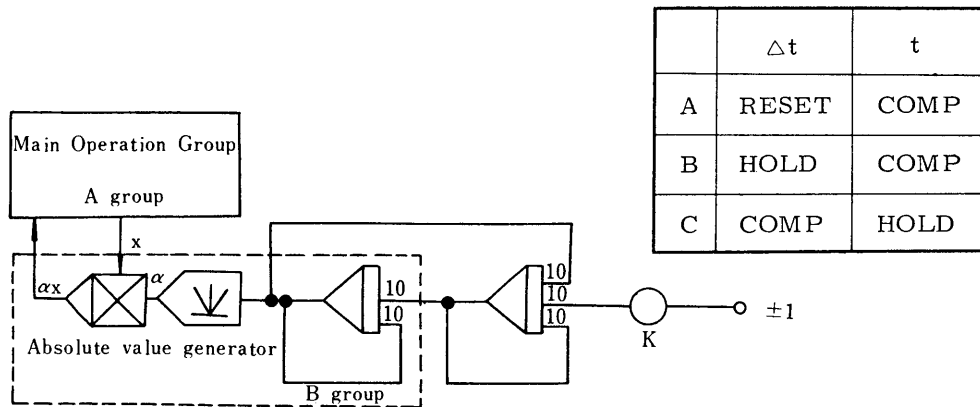 △t t
A RESET COMP
B HOLD COMP
C COMP HOLD
Main Operation Group
A group
x
αx
α
10
10
10
10
10
K
±1
Absolute value generator
B group